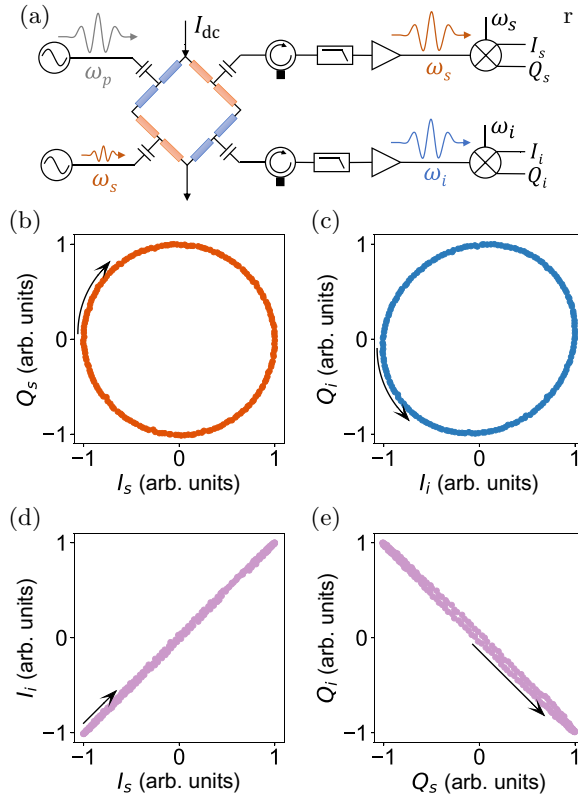 (a)
I_dc
r
ω_p
ω_s
ω_s
I_s
Q_s
ω_s
ω_i
ω_i
I_i
Q_i
(b)
(c)
1
0
−1
Q_s (arb. units)
−1
0
1
I_s (arb. units)
1
0
−1
Q_i (arb. units)
−1
0
1
I_i (arb. units)
(d)
(e)
1
0
−1
I_i (arb. units)
−1
0
1
I_s (arb. units)
1
0
−1
Q_i (arb. units)
−1
0
1
Q_s (arb. units)